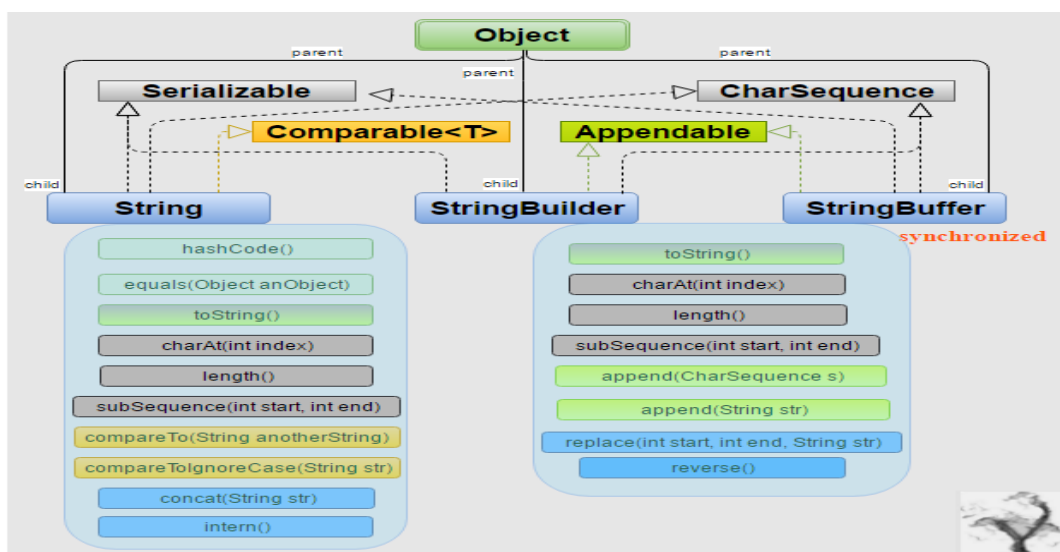 Object
parent
parent
parent
Serializable
CharSequence
Comparable<T>
Appendable
child
child
child
String
StringBuilder
StringBuffer
synchronized
hashCode()
equals(Object anObject)
toString()
charAt(int index)
length()
subSequence(int start, int end)
compareTo(String anotherString)
compareToIgnoreCase(String str)
concat(String str)
intern()
toString()
charAt(int index)
length()
subSequence(int start, int end)
append(CharSequence s)
append(String str)
replace(int start, int end, String str)
reverse()